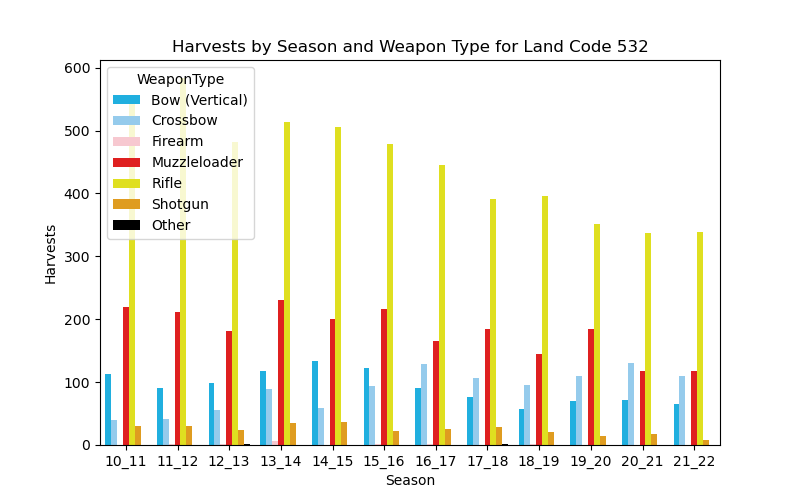 Harvests by Season and Weapon Type for Land Code 532
600
500
400
300
200
100
0
Harvests
WeaponType
Bow (Vertical)
Crossbow
Firearm
Muzzleloader
Rifle
Shotgun
Other
10_11 11_12 12_13 13_14 14_15 15_16 16_17 17_18 18_19 19_20 20_21 21_22
Season